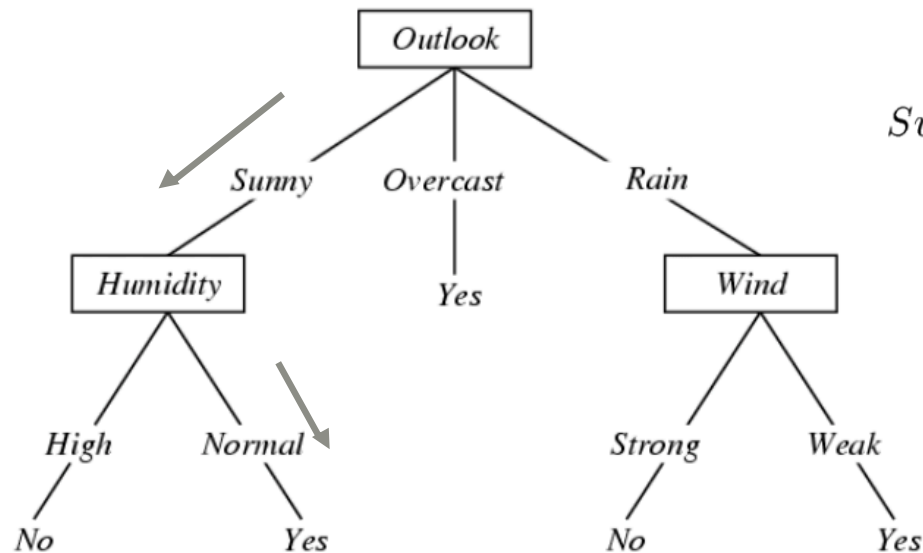 Outlook
Sunny Overcast Rain
Humidity Yes Wind
High Normal Strong Weak
No Yes No Yes